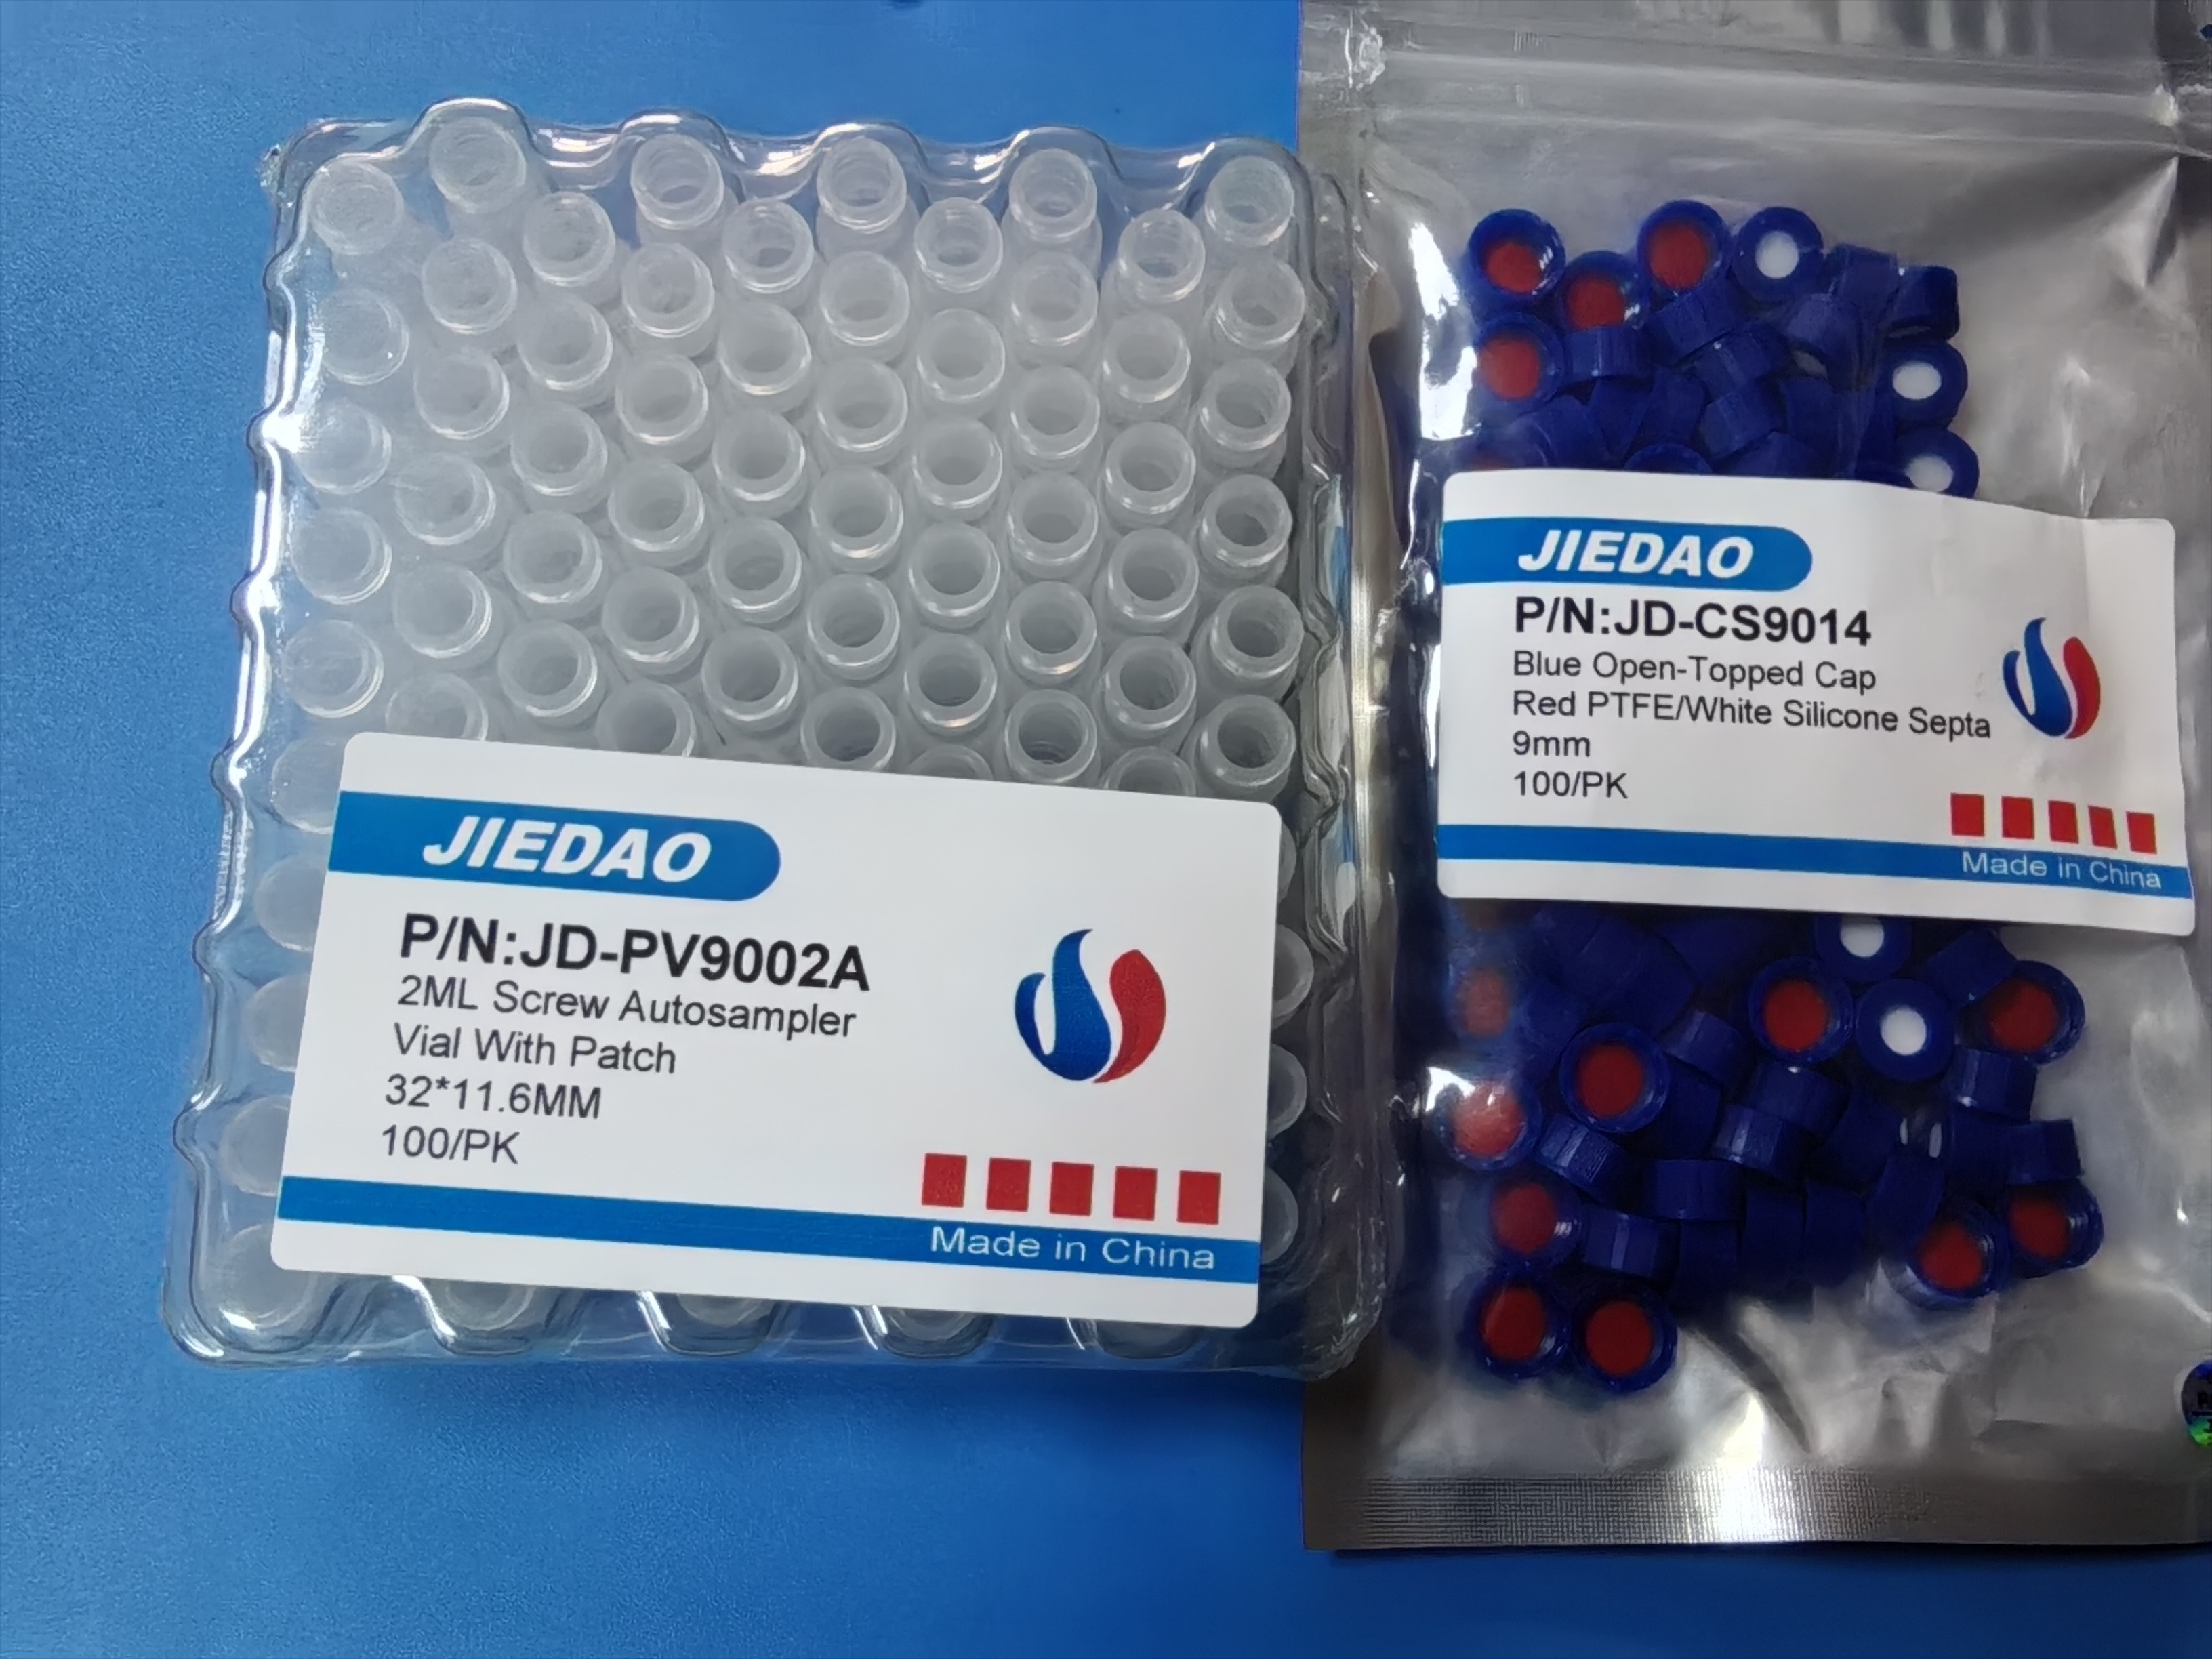 JIEDAO
P/N:JD-PV9002A
2ML Screw Autosampler
Vial With Patch
32*11.6MM
100/PK
Made in China
JIEDAO
P/N:JD-CS9014
Blue Open-Topped Cap
Red PTFE/White Silicone Septa
9mm
100/PK
Made in China